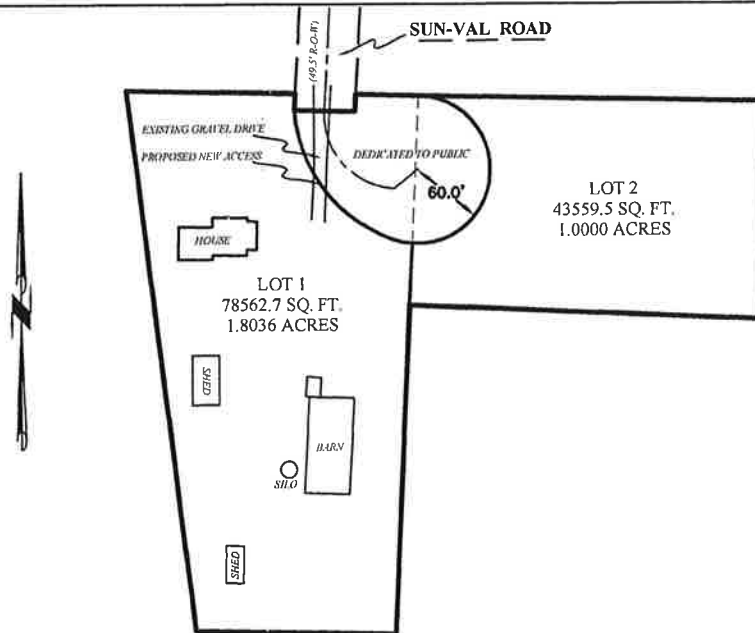 SUN-VAL ROAD
(49.5' R-O-W)
EXISTING GRAVEL DRIVE
PROPOSED NEW ACCESS
DEDICATED TO PUBLIC
60.0'
LOT 2
43559.5 SQ. FT.
1.0000 ACRES
HOUSE
LOT 1
78562.7 SQ. FT.
1.8036 ACRES
SHED
BARN
SILO
SHED